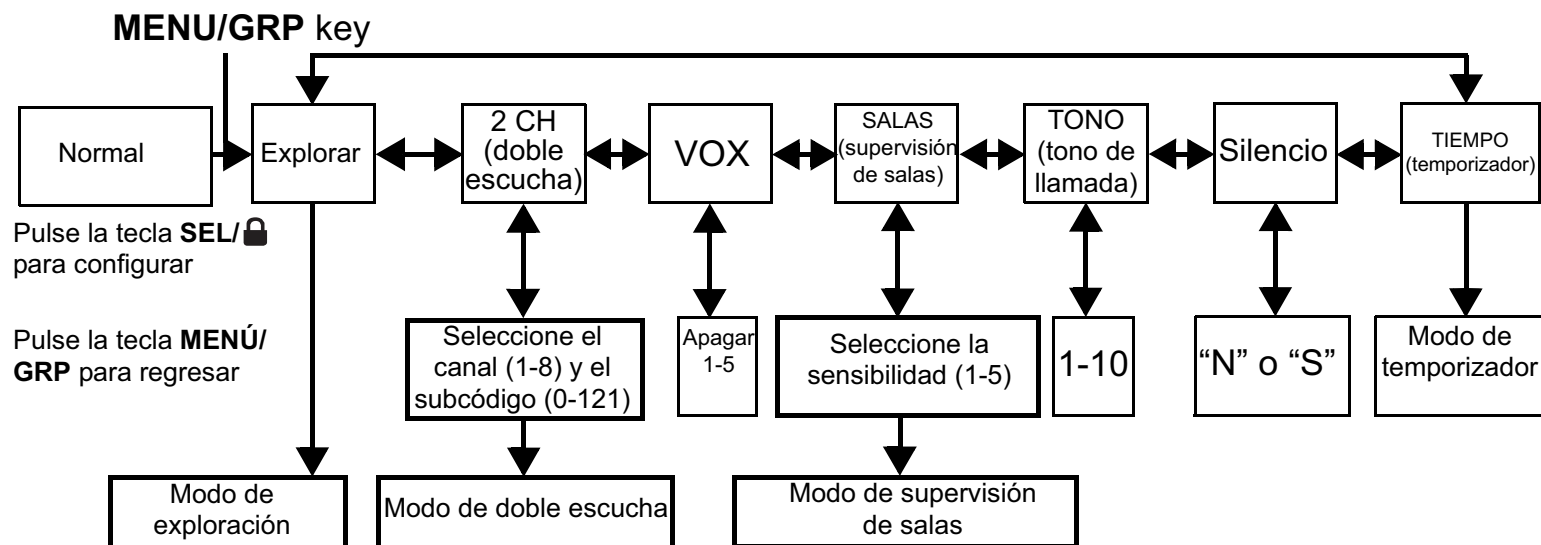 MENU/GRP key
Normal
Explorar
2 CH
(doble
escucha)
VOX
SALAS
(supervisión
de salas)
TONO
(tono de
llamada)
Silencio
TIEMPO
(temporizador)
Pulse la tecla SEL/
para configurar
Pulse la tecla MENÚ/
GRP para regresar
Seleccione el
canal (1-8) y el
subcódigo (0-121)
Apagar
1-5
Seleccione la
sensibilidad (1-5)
1-10
“N” o “S”
Modo de
temporizador
Modo de
exploración
Modo de doble escucha
Modo de supervisión
de salas